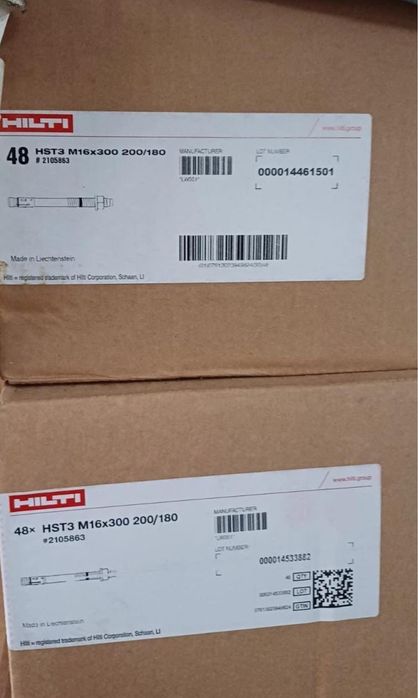 HILTI
www.hilti.group
48 HST3 M16x300 200/180
# 2105863
MANUFACTURER
LOT NUMBER
000014461501
Made in Liechtenstein
Hilti = registered trademark of Hilti Corporation, Schaan, LI
HILTI
www.hilti.group
48x HST3 M16x300 200/180
#2105863
MANUFACTURER
LOT NUMBER
000014533882
48 QTY
000014533882 LOT
GTIN
Made in Liechtenstein
Hilti = registered trademark of Hilti Corporation, Schaan, LI